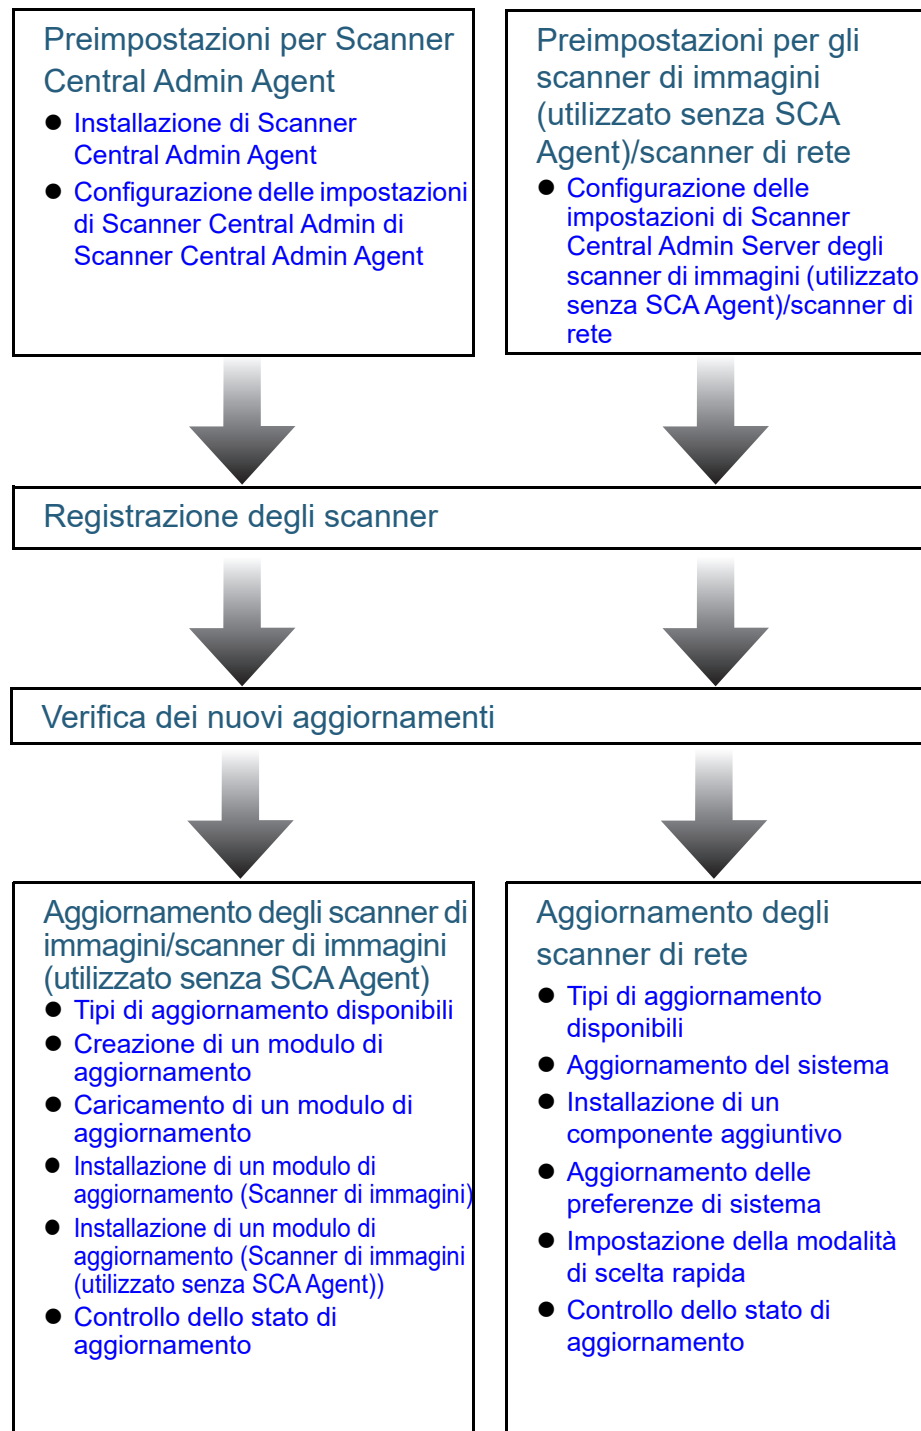 Preimpostazioni per Scanner
Central Admin Agent
● Installazione di Scanner
Central Admin Agent
● Configurazione delle impostazioni
di Scanner Central Admin di
Scanner Central Admin Agent
Preimpostazioni per gli
scanner di immagini
(utilizzato senza SCA
Agent)/scanner di rete
● Configurazione delle
impostazioni di Scanner
Central Admin Server degli
scanner di immagini (utilizzato
senza SCA Agent)/scanner di
rete
Registrazione degli scanner
Verifica dei nuovi aggiornamenti
Aggiornamento degli scanner di
immagini/scanner di immagini
(utilizzato senza SCA Agent)
● Tipi di aggiornamento disponibili
● Creazione di un modulo di
aggiornamento
● Caricamento di un modulo di
aggiornamento
● Installazione di un modulo di
aggiornamento (Scanner di immagini)
● Installazione di un modulo di
aggiornamento (Scanner di immagini
(utilizzato senza SCA Agent))
● Controllo dello stato di
aggiornamento
Aggiornamento degli
scanner di rete
● Tipi di aggiornamento
disponibili
● Aggiornamento del sistema
● Installazione di un
componente aggiuntivo
● Aggiornamento delle
preferenze di sistema
● Impostazione della modalità
di scelta rapida
● Controllo dello stato di
aggiornamento